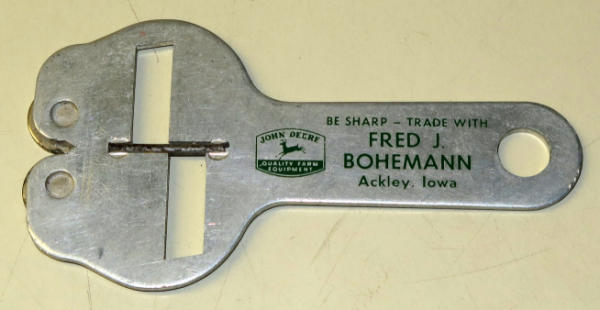 JOHN DEERE
QUALITY FARM
EQUIPMENT
BE SHARP – TRADE WITH
FRED J.
BOHEMANN
Ackley, Iowa